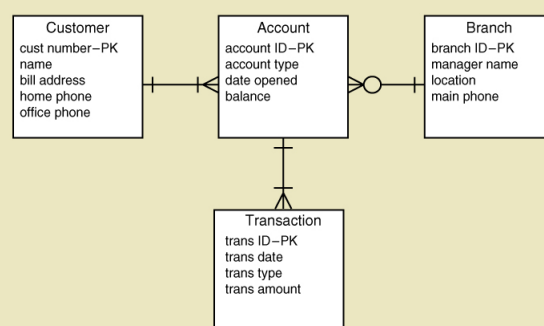 Customer
cust number–PK
name
bill address
home phone
office phone
Account
account ID–PK
account type
date opened
balance
Branch
branch ID–PK
manager name
location
main phone
Transaction
trans ID–PK
trans date
trans type
trans amount